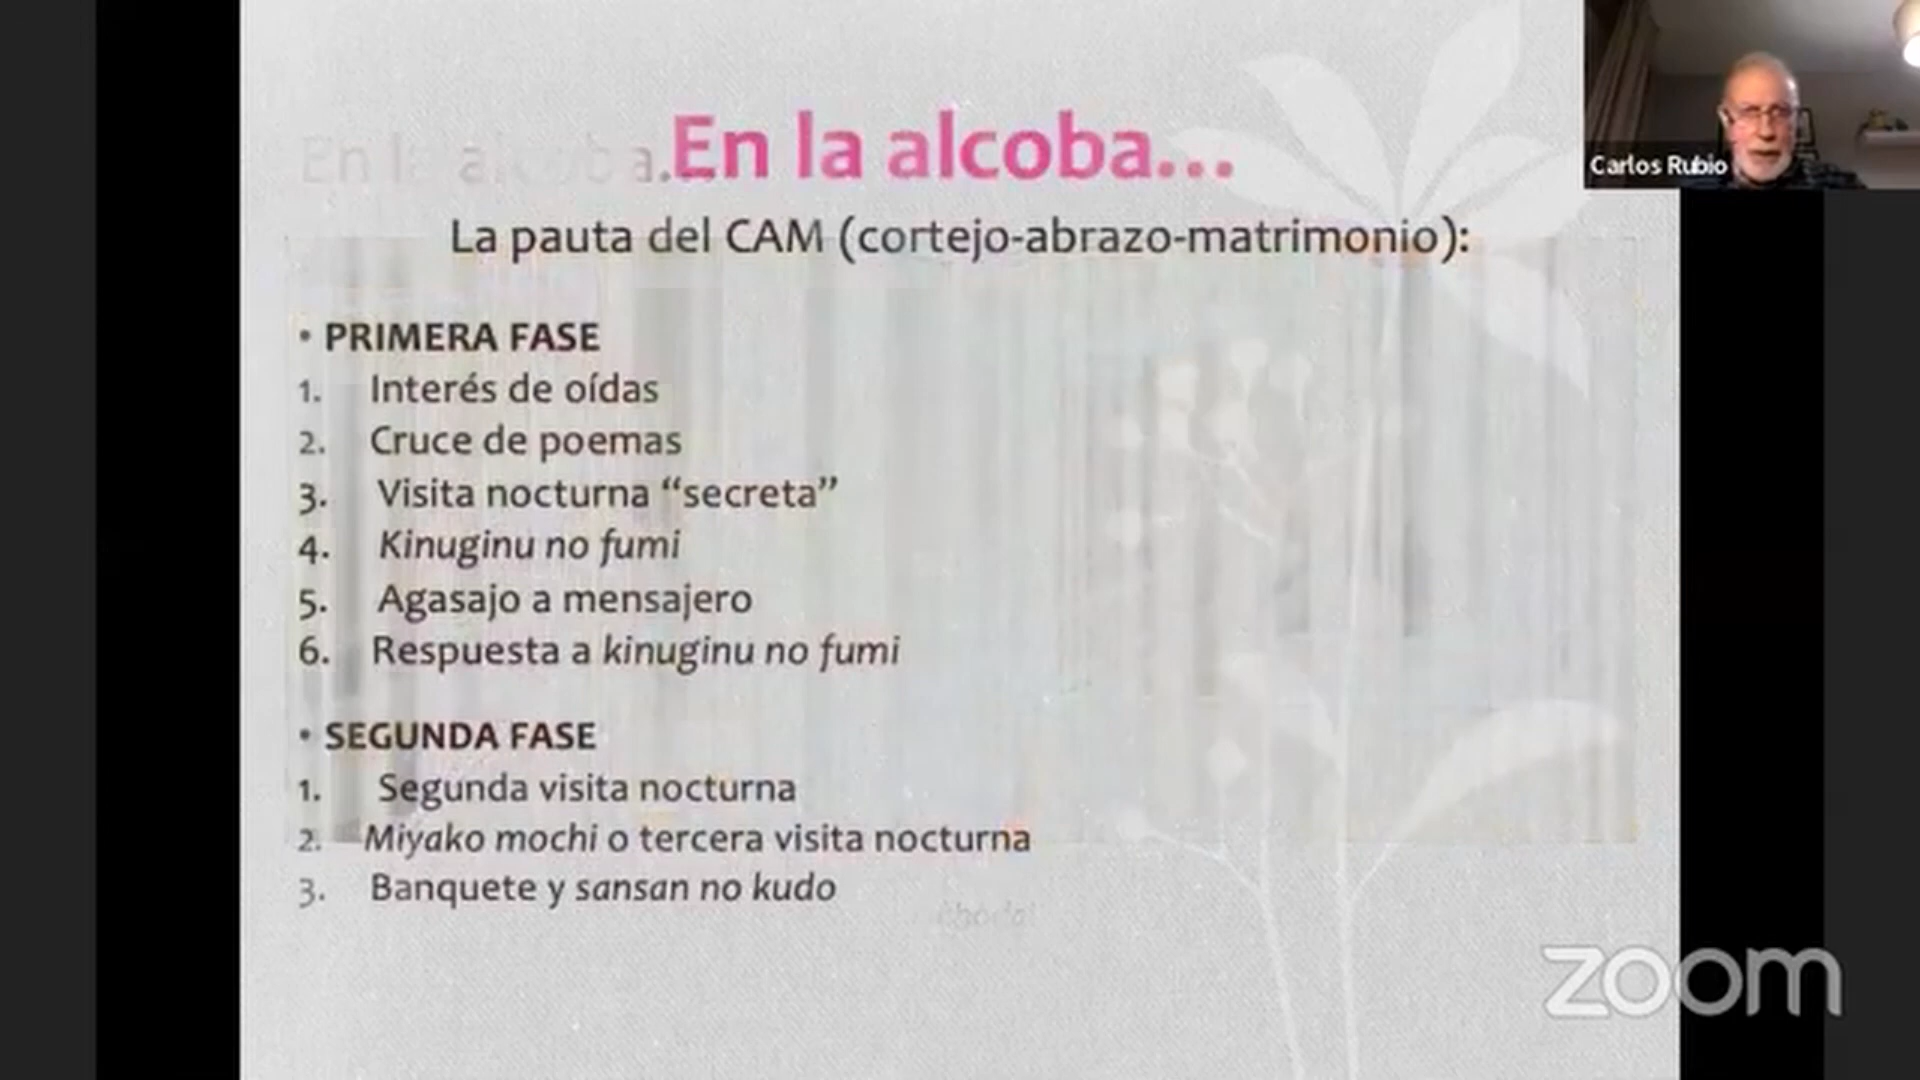 En la alcoba...
Carlos Rubio
La pauta del CAM (cortejo-abrazo-matrimonio):
• PRIMERA FASE
1. Interés de oídas
2. Cruce de poemas
3. Visita nocturna “secreta”
4. Kinuginu no fumi
5. Agasajo a mensajero
6. Respuesta a kinuginu no fumi
• SEGUNDA FASE
1. Segunda visita nocturna
2. Miyako mochi o tercera visita nocturna
3. Banquete y sansan no kudo
zoom